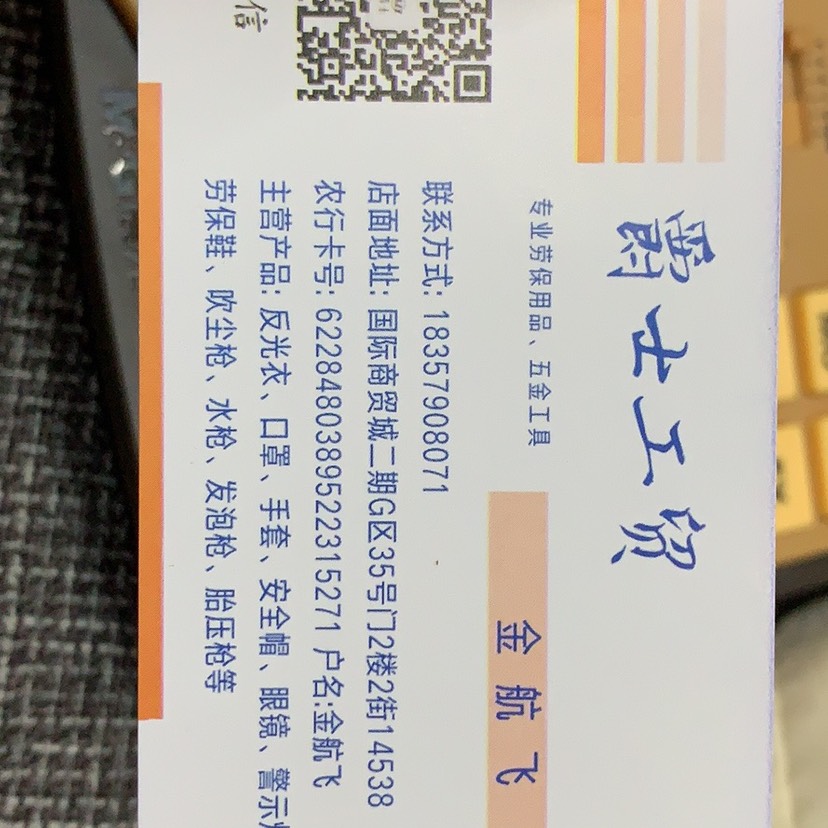 爵士工贸
专业劳保用品、五金工具
金航飞
联系方式: 18357908071
店面地址: 国际商贸城二期G区35号门2楼2街14538
农行卡号: 6228480389522315271 户名:金航飞
主营产品: 反光衣、口罩、手套、安全帽、眼镜、警示
劳保鞋、吹尘枪、水枪、发泡枪、胎压枪等
信